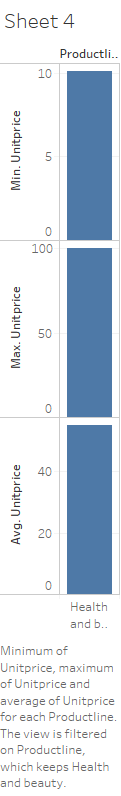 Sheet 4
Productli..
10
Min. Unitprice
5
0
100
Max. Unitprice
50
0
40
Avg. Unitprice
20
0
Health
and b..
Minimum of
Unitprice, maximum
of Unitprice and
average of Unitprice
for each Productline.
The view is filtered
on Productline,
which keeps Health
and beauty.